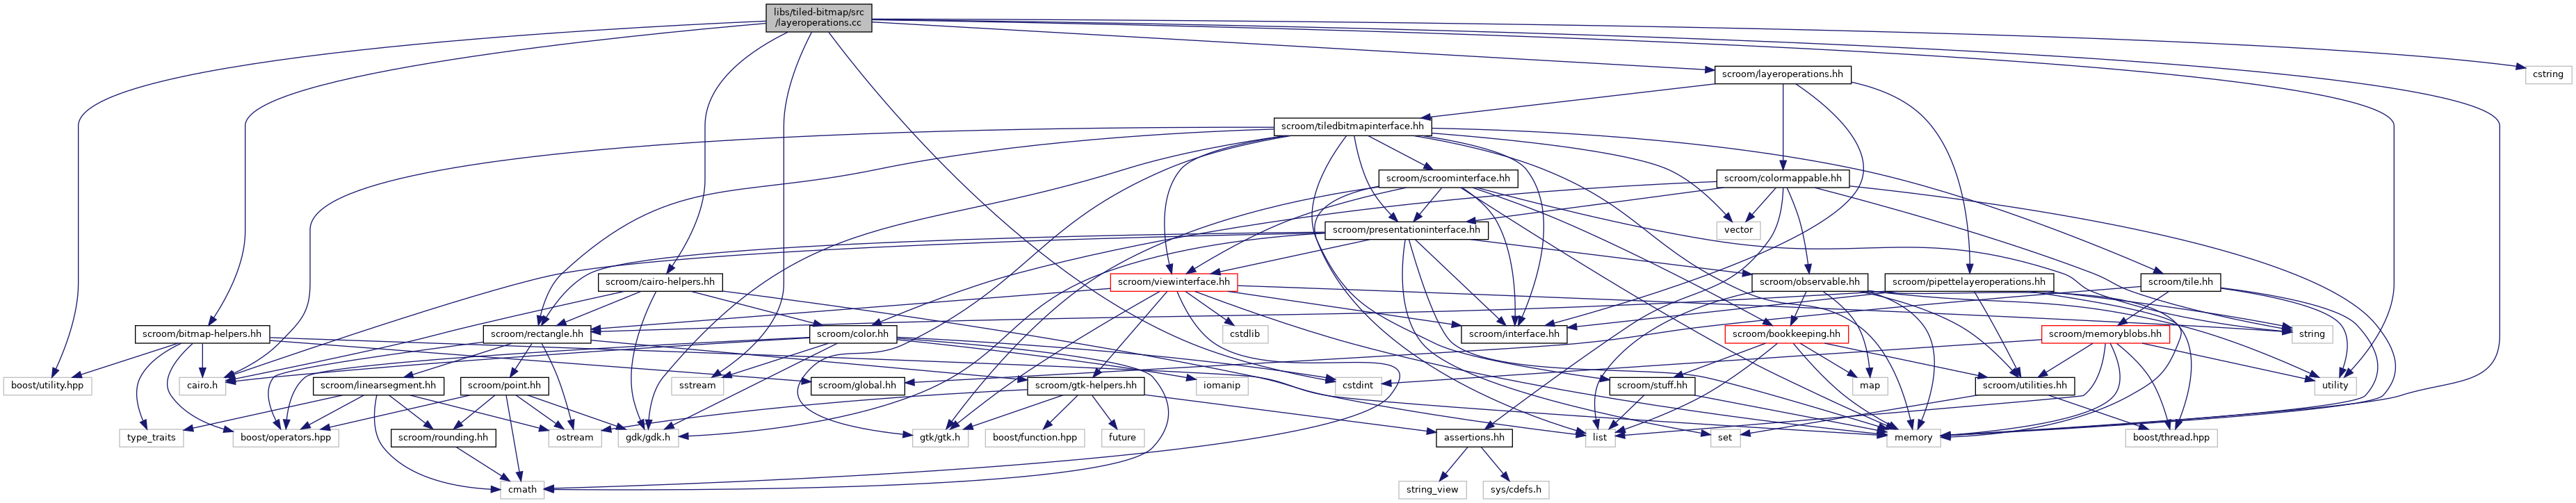 libs/tiled-bitmap/src
/layeroperations.cc
scroom/layeroperations.hh
cstring
scroom/tiledbitmapinterface.hh
scroom/scroominterface.hh
scroom/colormappable.hh
scroom/presentationinterface.hh
vector
scroom/cairo-helpers.hh
scroom/viewinterface.hh
scroom/observable.hh
scroom/pipettelayeroperations.hh
scroom/tile.hh
scroom/bitmap-helpers.hh
scroom/rectangle.hh
scroom/color.hh
cstdlib
scroom/interface.hh
scroom/bookkeeping.hh
scroom/memoryblobs.hh
string
boost/utility.hpp
cairo.h
scroom/linearsegment.hh
scroom/point.hh
sstream
scroom/global.hh
scroom/gtk-helpers.hh
iomanip
cstdint
scroom/stuff.hh
map
scroom/utilities.hh
utility
type_traits
boost/operators.hpp
scroom/rounding.hh
ostream
gdk/gdk.h
gtk/gtk.h
boost/function.hpp
future
assertions.hh
list
set
memory
boost/thread.hpp
cmath
string_view
sys/cdefs.h